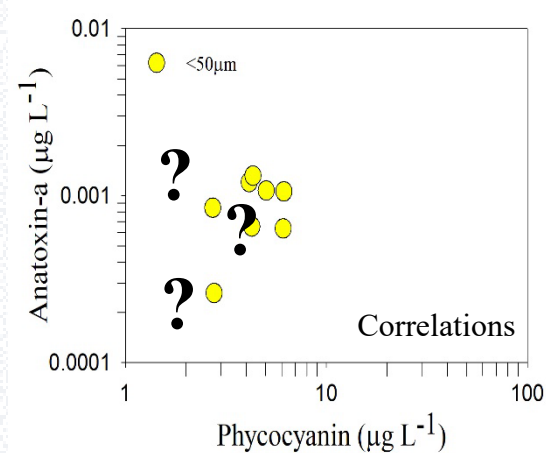 0.01
<50μm
?
0.001
?
?
0.0001
Correlations
1
10
100
Anatoxin-a (μg L-1)
Phycocyanin (μg L-1)